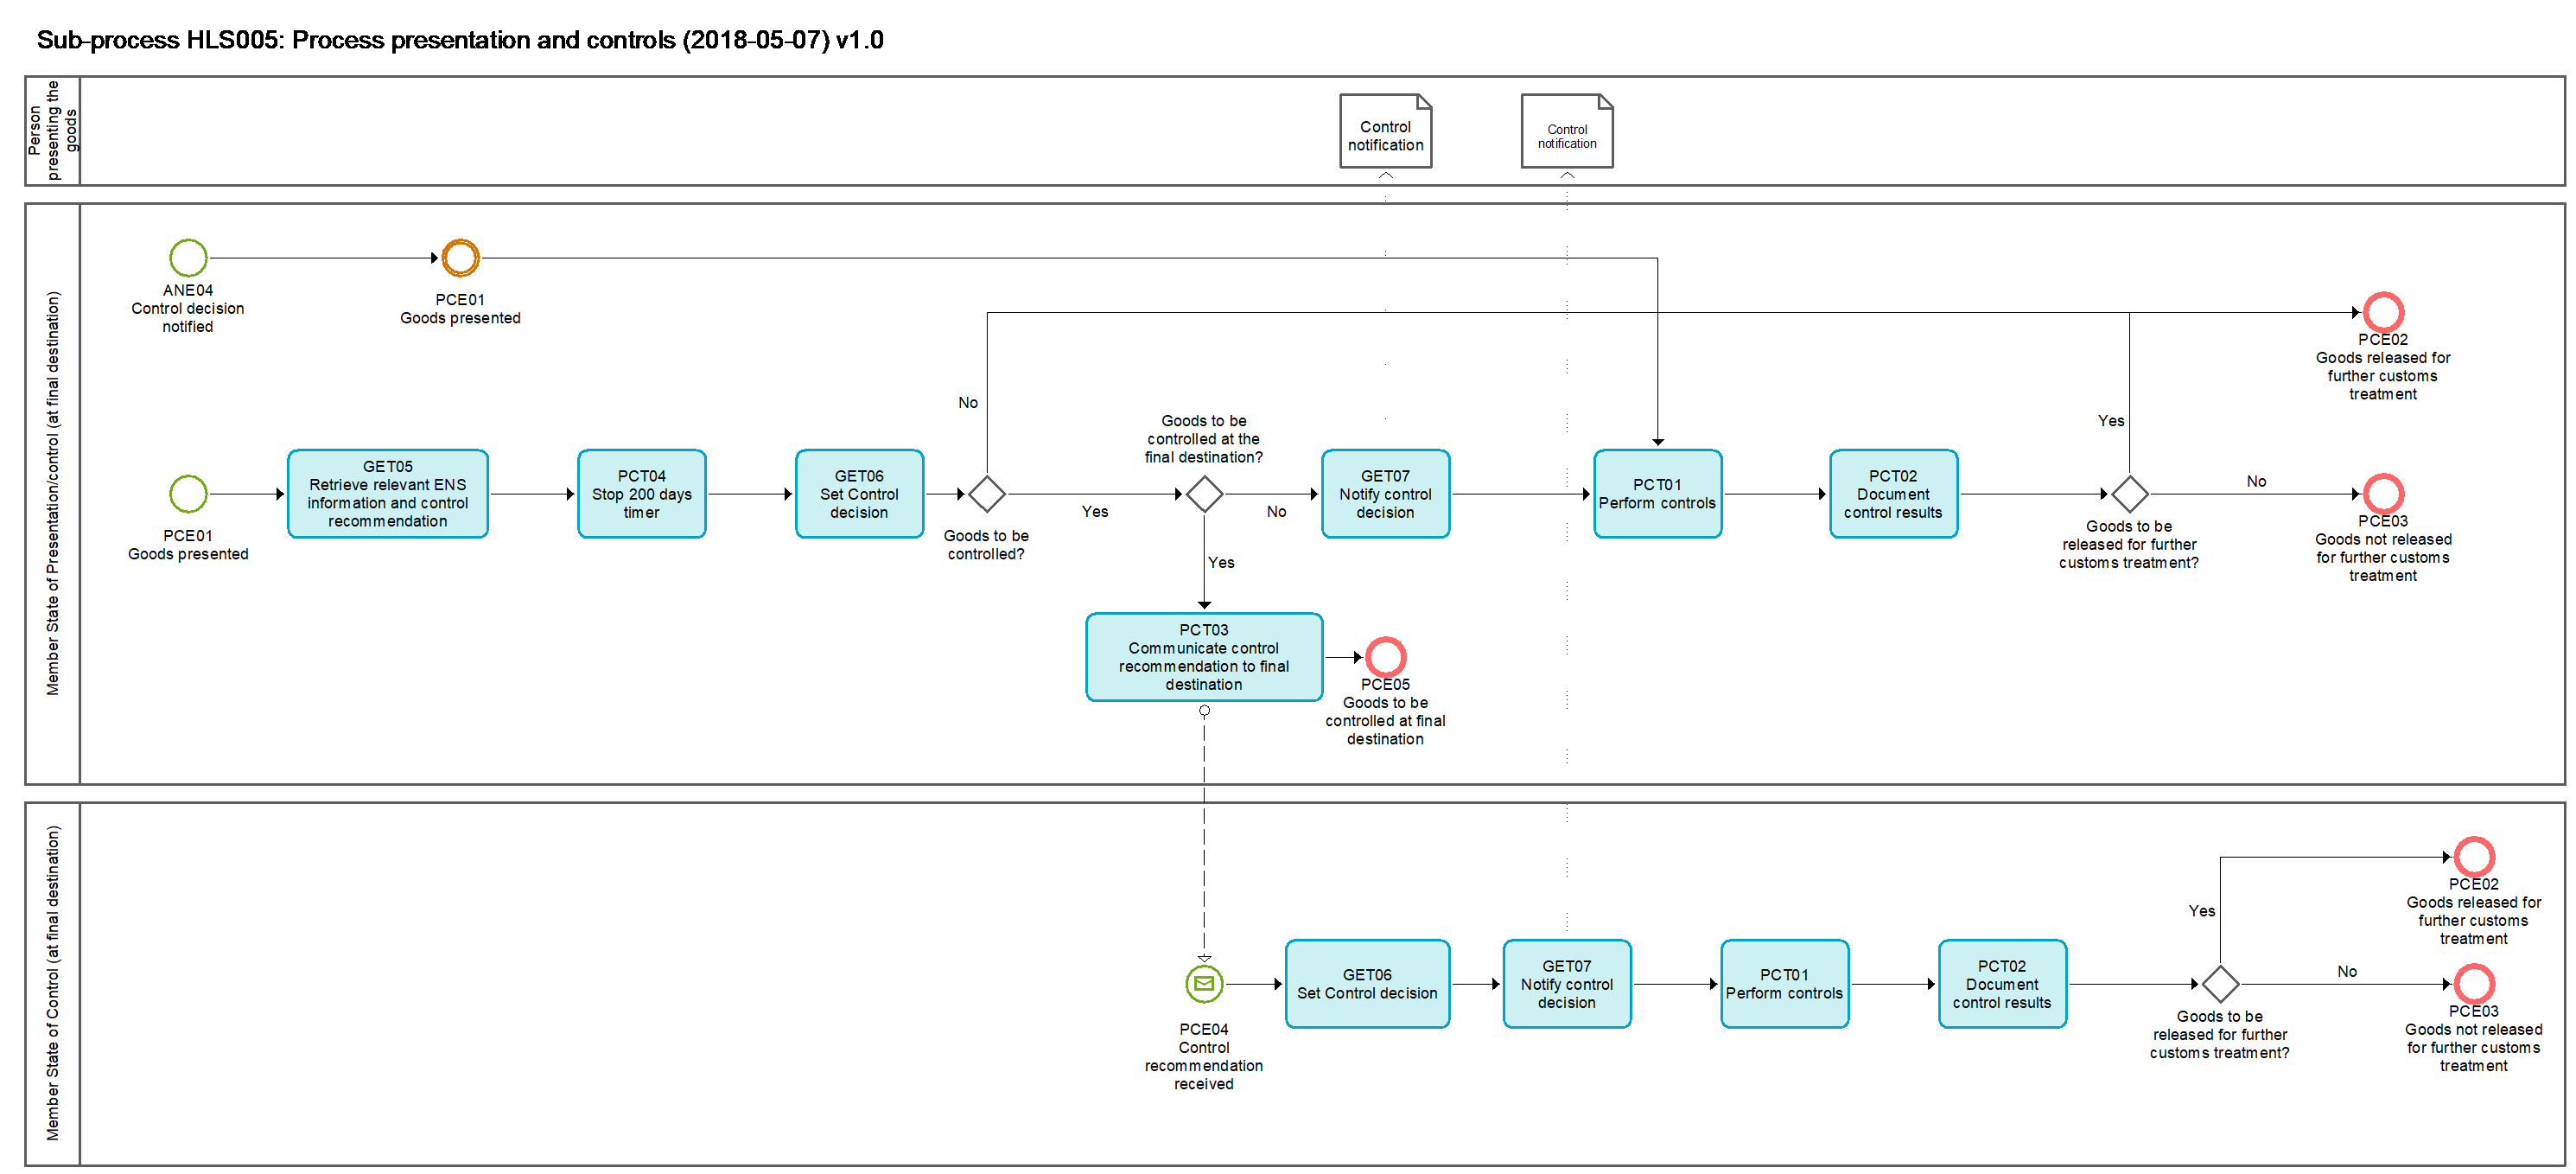 Sub-process HLS005: Process presentation and controls (2018-05-07) v1.0
Person
presenting the
goods
Control
notification
Control
notification
Member State of Presentation/control (at final destination)
ANE04
Control decision
notified
PCE01
Goods presented
PCE02
Goods released for
further customs
treatment
No
Goods to be
controlled at the
final destination?
Yes
PCE01
Goods presented
GET05
Retrieve relevant ENS
information and control
recommendation
PCT04
Stop 200 days
timer
GET06
Set Control
decision
Goods to be
controlled?
Yes
No
GET07
Notify control
decision
PCT01
Perform controls
PCT02
Document
control results
Goods to be
released for further
customs treatment?
No
PCE03
Goods not released
for further customs
treatment
Yes
PCT03
Communicate control
recommendation to final
destination
PCE05
Goods to be
controlled at final
destination
Member State of Control (at final destination)
PCE04
Control
recommendation
received
GET06
Set Control decision
GET07
Notify control
decision
PCT01
Perform controls
PCT02
Document
control results
Goods to be
released for further
customs treatment?
Yes
PCE02
Goods released for
further customs
treatment
No
PCE03
Goods not released
for further customs
treatment